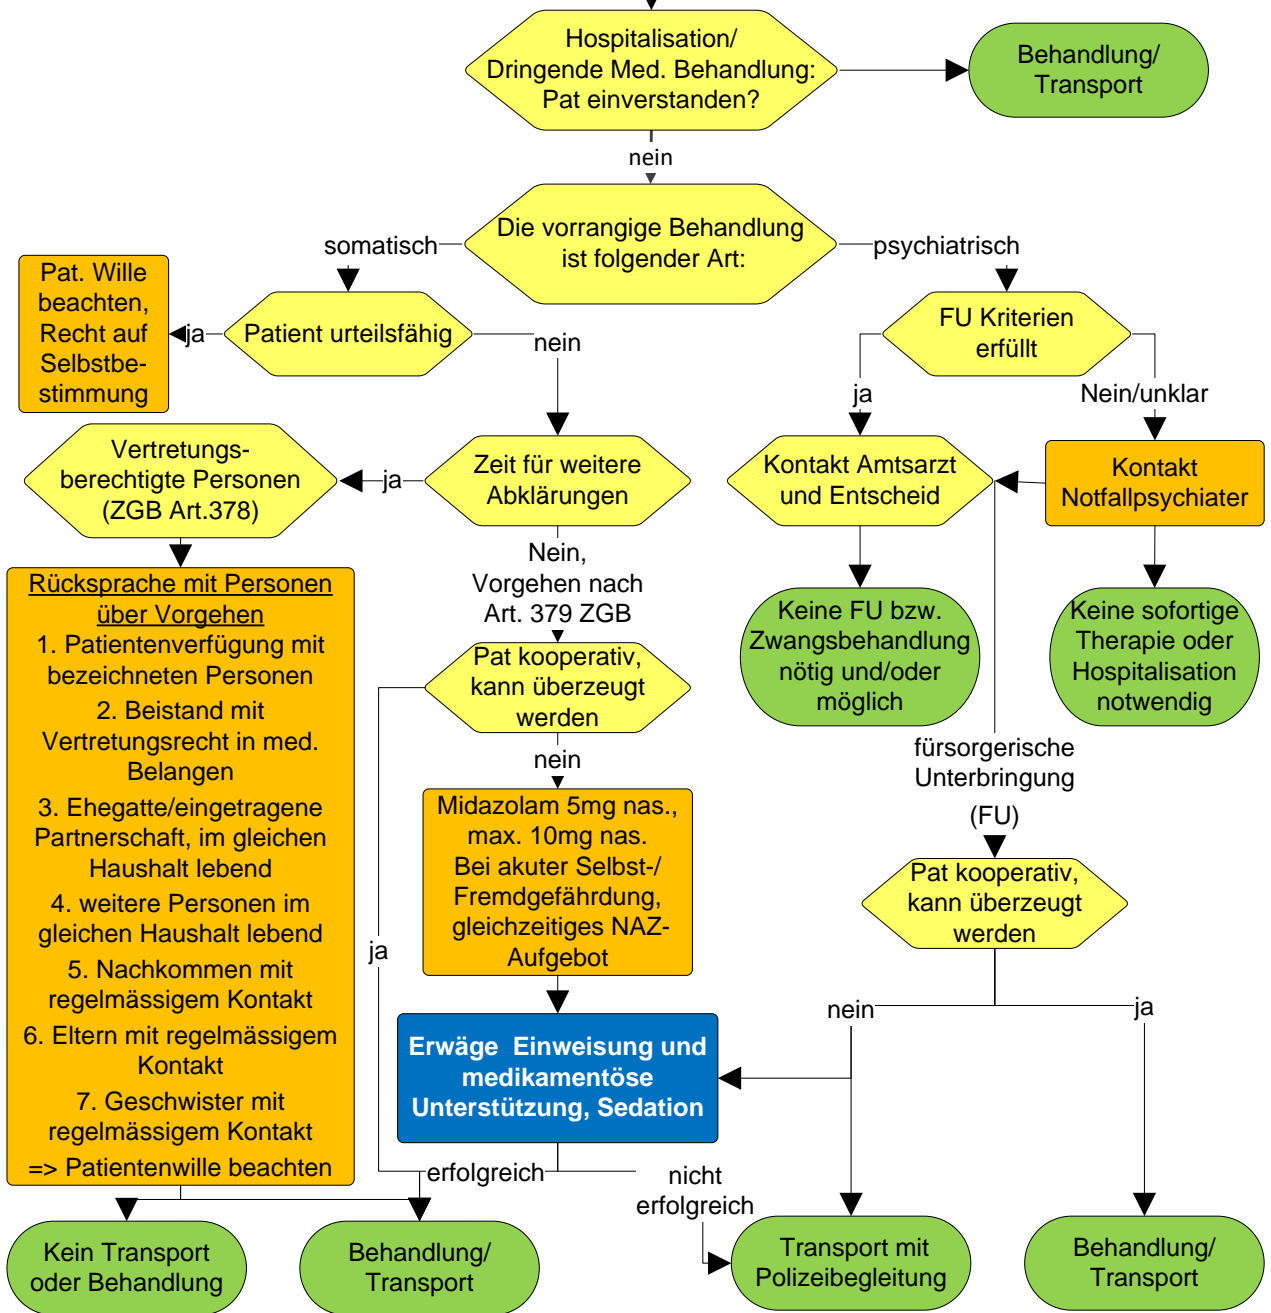 Hospitalisation/
Dringende Med. Behandlung:
Pat einverstanden?
Behandlung/
Transport
nein
Die vorrangige Behandlung
ist folgender Art:
somatisch
psychiatrisch
Pat. Wille
beachten,
Recht auf
Selbstbe-
stimmung
ja
Patient urteilsfähig
nein
FU Kriterien
erfüllt
ja
Nein/unklar
Vertretungs-
berechtigte Personen
(ZGB Art.378)
ja
Zeit für weitere
Abklärungen
Kontakt Amtsarzt
und Entscheid
Kontakt
Notfallpsychiater
Nein,
Vorgehen nach
Art. 379 ZGB
Rücksprache mit Personen
über Vorgehen
1. Patientenverfügung mit
bezeichneten Personen
2. Beistand mit
Vertretungsrecht in med.
Belangen
3. Ehegatte/eingetragene
Partnerschaft, im gleichen
Haushalt lebend
4. weitere Personen im
gleichen Haushalt lebend
5. Nachkommen mit
regelmässigem Kontakt
6. Eltern mit regelmässigem
Kontakt
7. Geschwister mit
regelmässigem Kontakt
=> Patientenwille beachten
Keine FU bzw.
Zwangsbehandlung
nötig und/oder
möglich
Keine sofortige
Therapie oder
Hospitalisation
notwendig
Pat kooperativ,
kann überzeugt
werden
nein
fürsorgerische
Unterbringung
(FU)
Midazolam 5mg nas.,
max. 10mg nas.
Bei akuter Selbst-/
Fremdgefährdung,
gleichzeitiges NAZ-
Aufgebot
ja
Pat kooperativ,
kann überzeugt
werden
nein
ja
Erwäge  Einweisung und
medikamentöse
Unterstützung, Sedation
erfolgreich
nicht
erfolgreich
Kein Transport
oder Behandlung
Behandlung/
Transport
Transport mit
Polizeibegleitung
Behandlung/
Transport